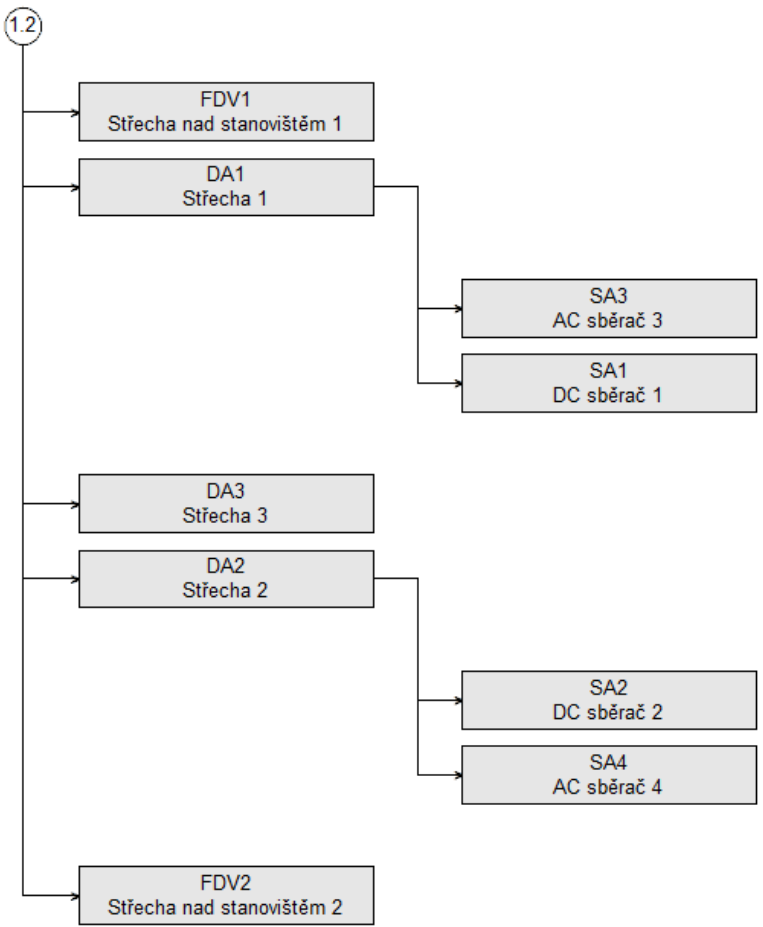 1.2
FDV1
Střecha nad stanovištěm 1
DA1
Střecha 1
SA3
AC sběrač 3
SA1
DC sběrač 1
DA3
Střecha 3
DA2
Střecha 2
SA2
DC sběrač 2
SA4
AC sběrač 4
FDV2
Střecha nad stanovištěm 2